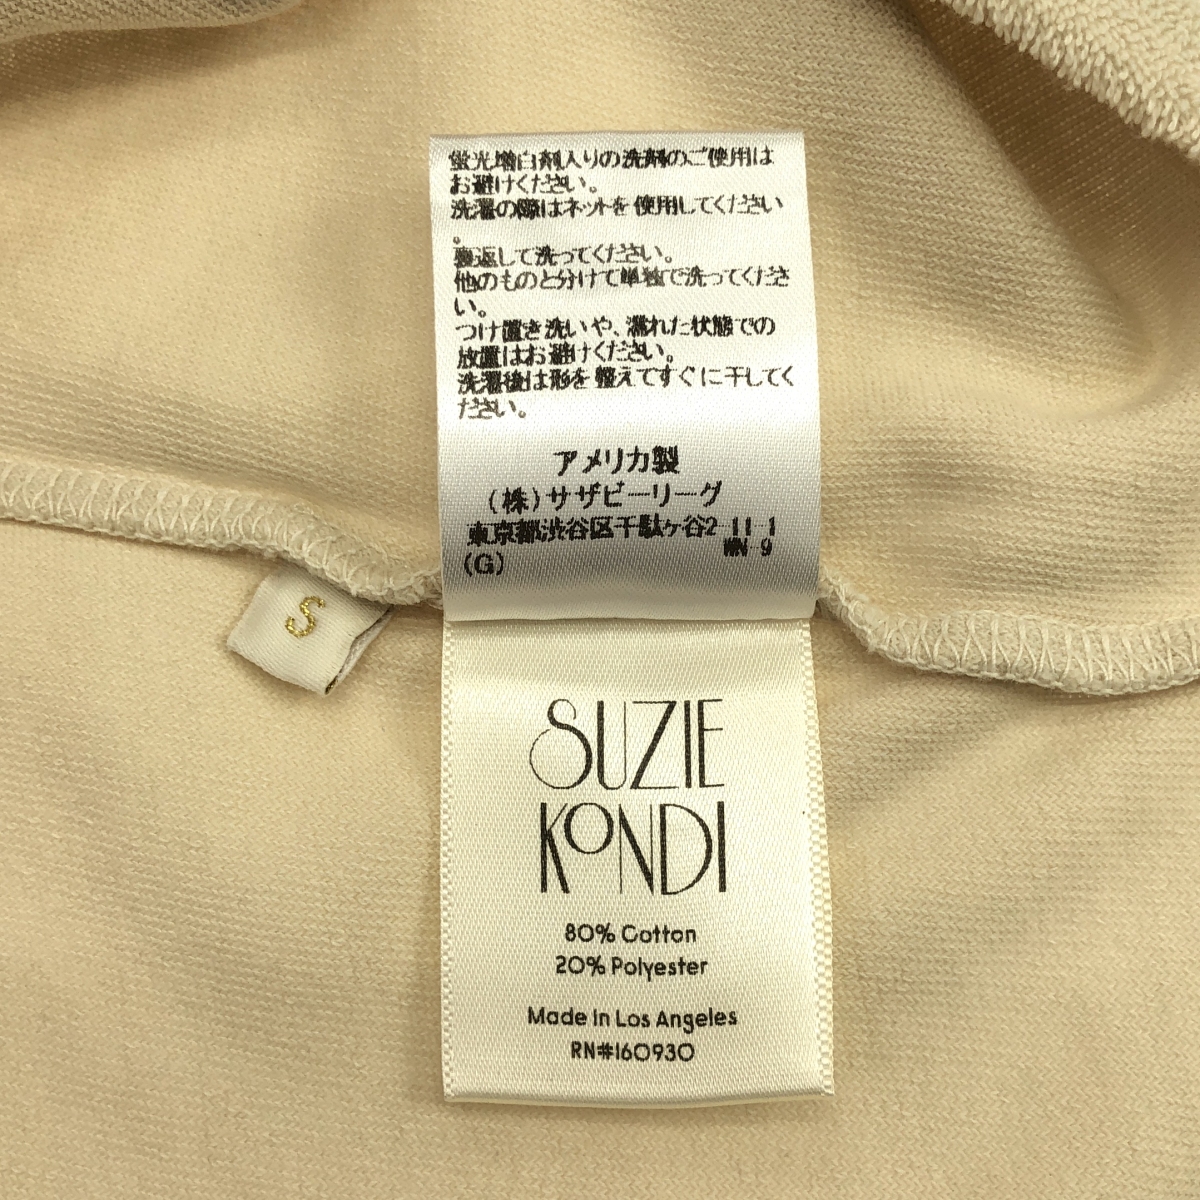 蛍光増白剤入りの洗剤のご使用は
お避けください。
洗濯の際はネットを使用してください
。
裏返して洗ってください。
他のものと分けて単独で洗ってくださ
い。
つけ置き洗いや、濡れた状態での
放置はお避けください。
洗濯後は形を整えてすぐに干してく
ださい。
アメリカ製
(株)サザビーリーグ
東京都渋谷区千駄ヶ谷2-11-1
(G) WN-9
S
SUZIE
KONDI
80% Cotton
20% Polyester
Made In Los Angeles
RN#160930